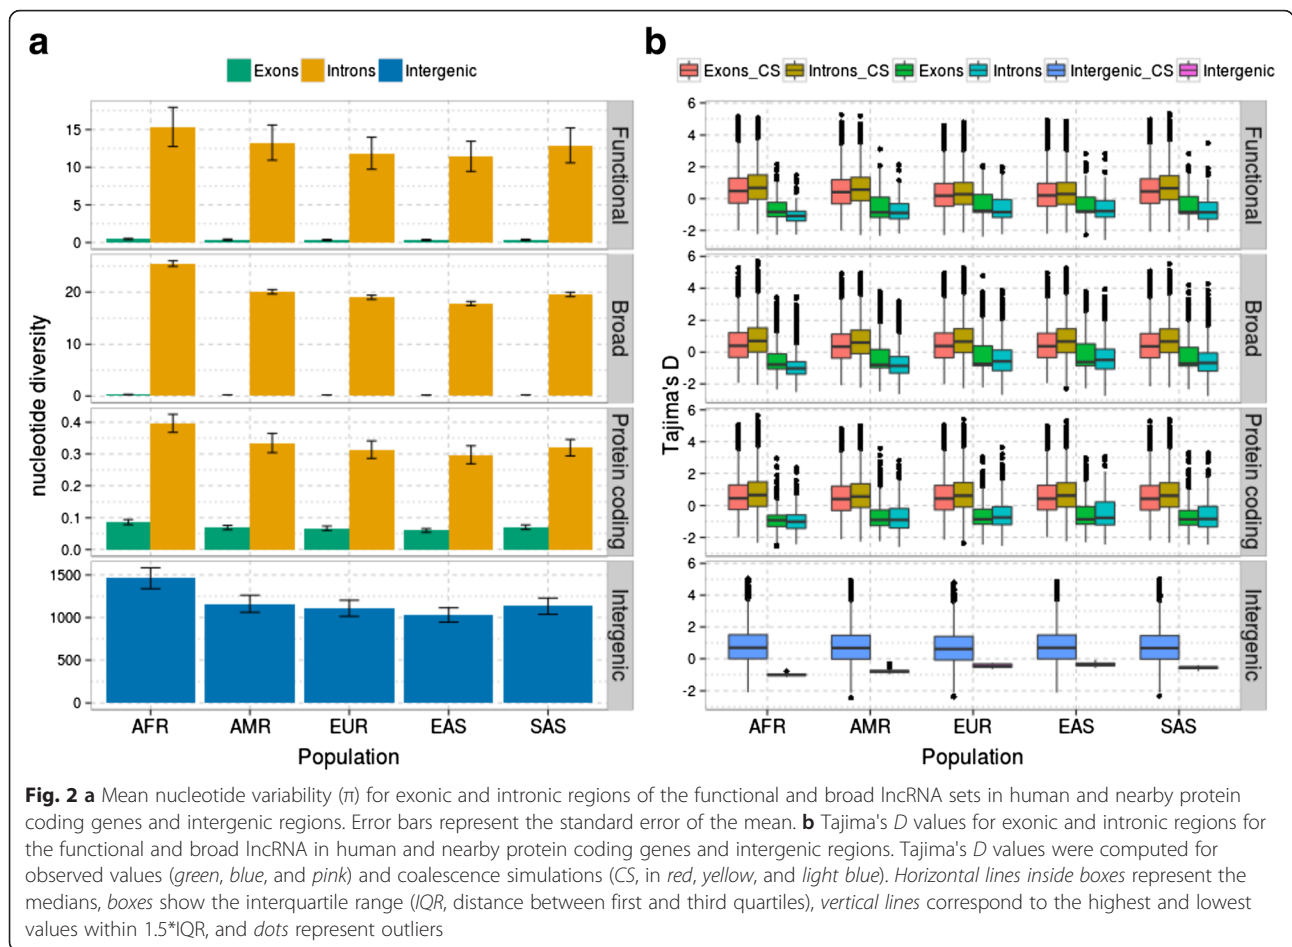 a
Exons Introns Intergenic
nucleotide diversity
15
10
5
0
Functional
20
10
0
Broad
0.4
0.3
0.2
0.1
0.0
Protein coding
1500
1000
500
0
Intergenic
AFR AMR EUR EAS SAS
Population
b
Exons_CS Introns_CS Exons Introns Intergenic_CS Intergenic
Tajima's D
6
4
2
0
-2
Functional
6
4
2
0
-2
Broad
6
4
2
0
-2
Protein coding
6
4
2
0
-2
Intergenic
AFR AMR EUR EAS SAS
Population
Fig. 2 a Mean nucleotide variability (π) for exonic and intronic regions of the functional and broad lncRNA sets in human and nearby protein
coding genes and intergenic regions. Error bars represent the standard error of the mean. b Tajima's D values for exonic and intronic regions for
the functional and broad lncRNA in human and nearby protein coding genes and intergenic regions. Tajima's D values were computed for
observed values (green, blue, and pink) and coalescence simulations (CS, in red, yellow, and light blue). Horizontal lines inside boxes represent the
medians, boxes show the interquartile range (IQR, distance between first and third quartiles), vertical lines correspond to the highest and lowest
values within 1.5*IQR, and dots represent outliers